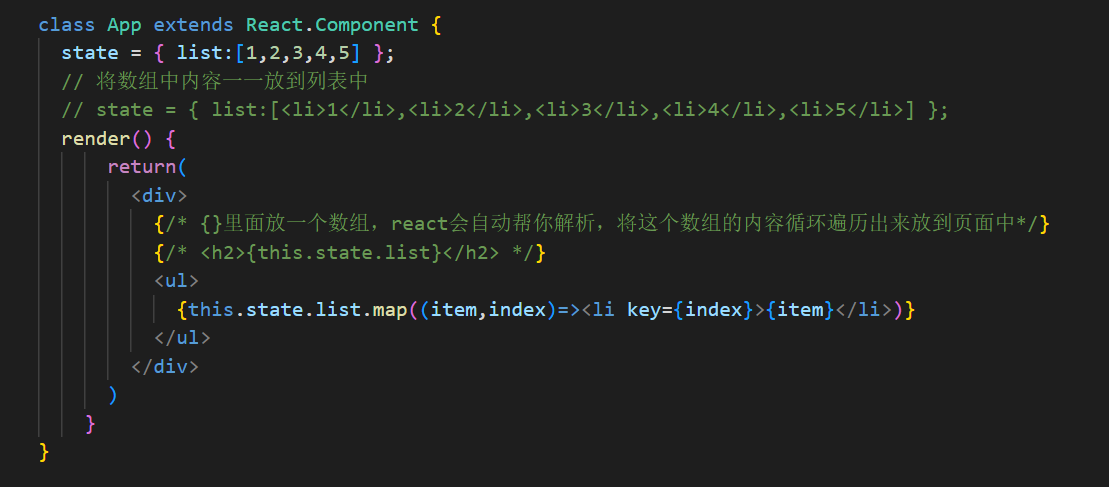 class App extends React.Component {
state = { list:[1,2,3,4,5] };
// 将数组中内容一一放到列表中
// state = { list:[<li>1</li>,<li>2</li>,<li>3</li>,<li>4</li>,<li>5</li>] };
render() {
return(
<div>
{/* {}里面放一个数组，react会自动帮你解析，将这个数组的内容循环遍历出来放到页面中*/}
{/* <h2>{this.state.list}</h2> */}
<ul>
{this.state.list.map((item,index)=><li key={index}>{item}</li>)}
</ul>
</div>
)
}
}